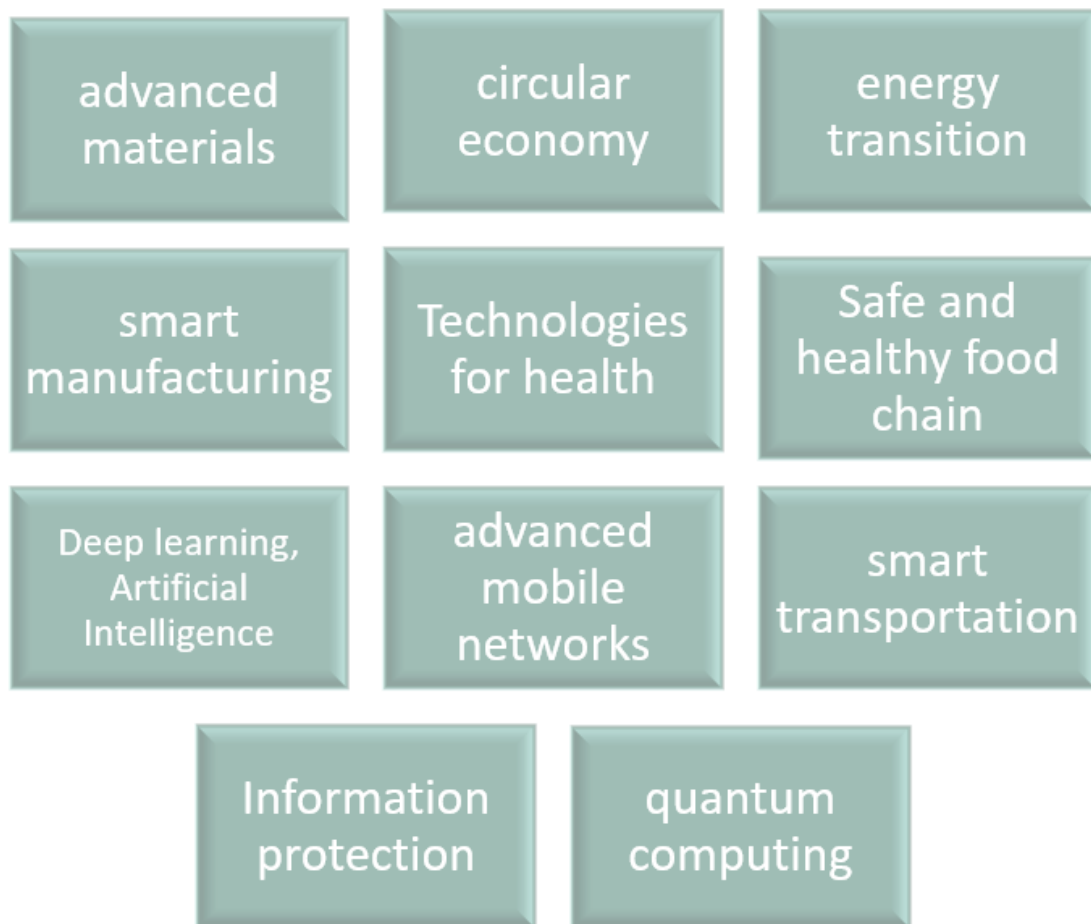 advanced
materials
circular
economy
energy
transition
smart
manufacturing
Technologies
for health
Safe and
healthy food
chain
Deep learning,
Artificial
Intelligence
advanced
mobile
networks
smart
transportation
Information
protection
quantum
computing